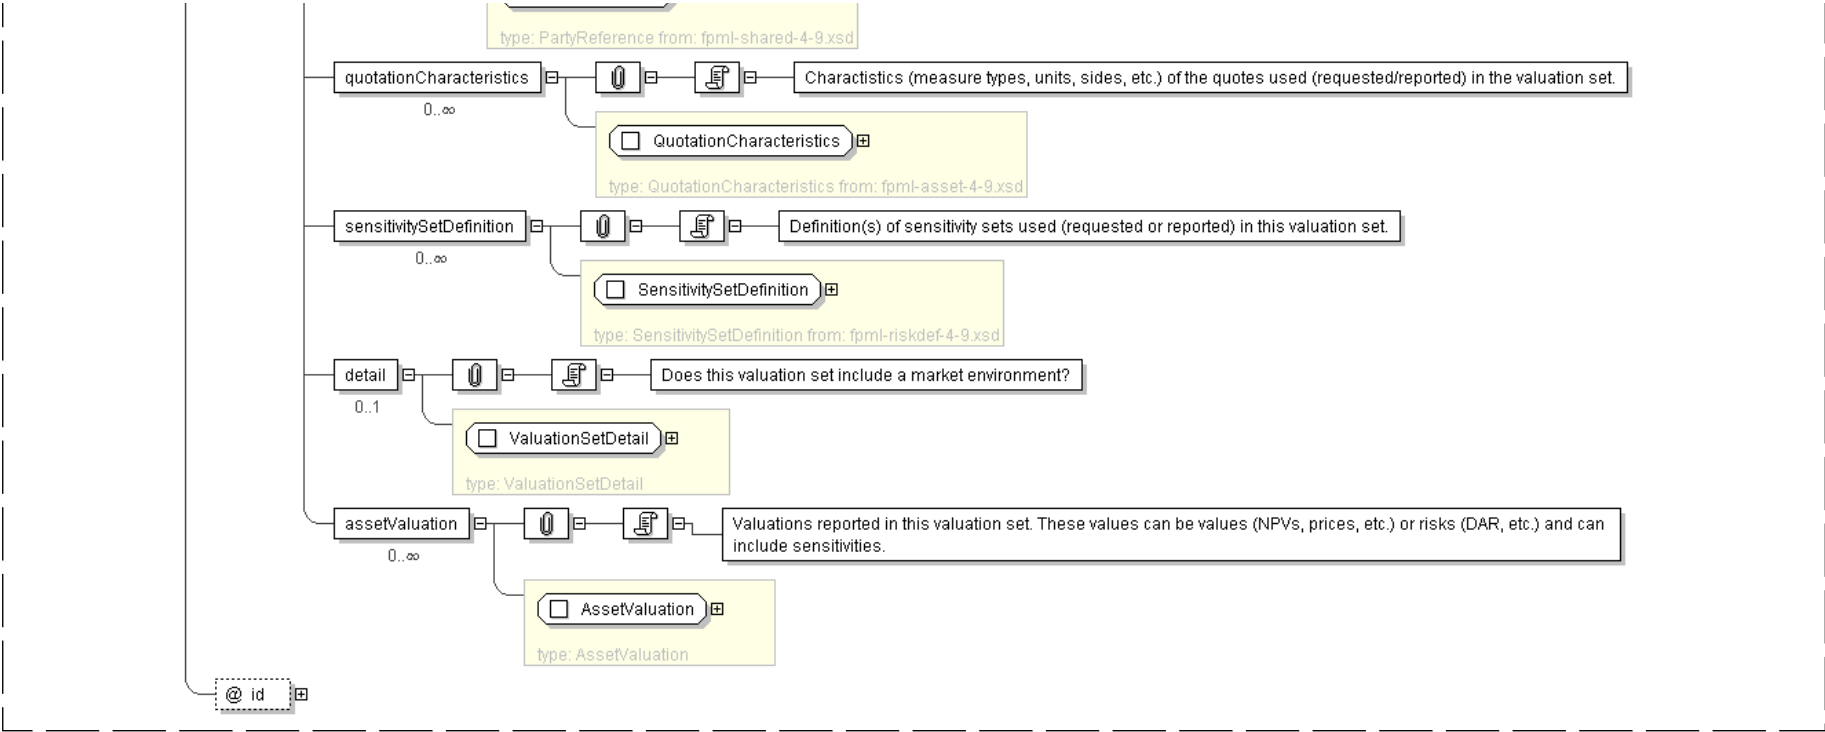 type: PartyReference from: fpml-shared-4-9.xsd
quotationCharacteristics
Charactistics (measure types, units, sides, etc.) of the quotes used (requested/reported) in the valuation set.
0..∞
QuotationCharacteristics
type: QuotationCharacteristics from: fpml-asset-4-9.xsd
sensitivitySetDefinition
Definition(s) of sensitivity sets used (requested or reported) in this valuation set.
0..∞
SensitivitySetDefinition
type: SensitivitySetDefinition from: fpml-riskdef-4-9.xsd
detail
Does this valuation set include a market environment?
0..1
ValuationSetDetail
type: ValuationSetDetail
assetValuation
Valuations reported in this valuation set. These values can be values (NPVs, prices, etc.) or risks (DAR, etc.) and can
include sensitivities.
0..∞
AssetValuation
type: AssetValuation
@ id